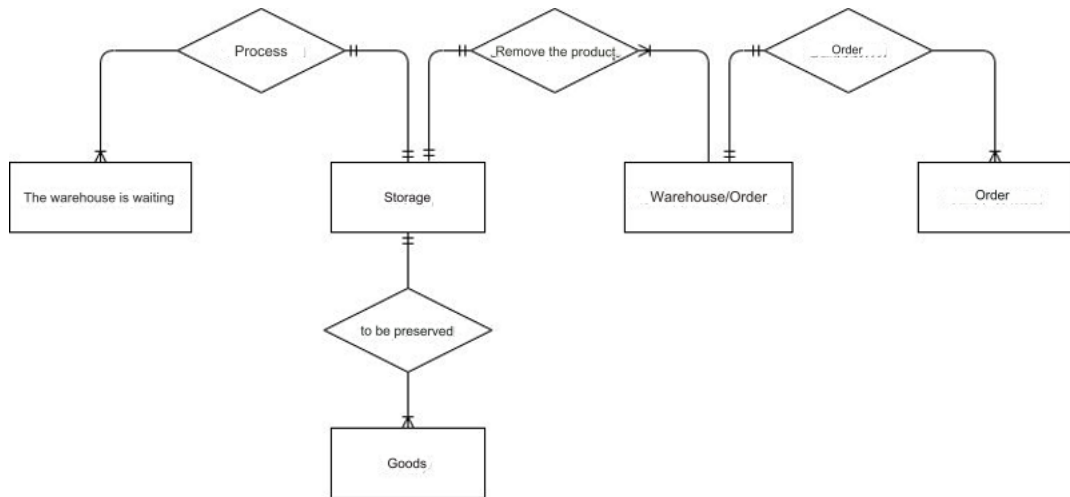 Process
Remove the product
Order
The warehouse is waiting
Storage
Warehouse/Order
Order
to be preserved
Goods